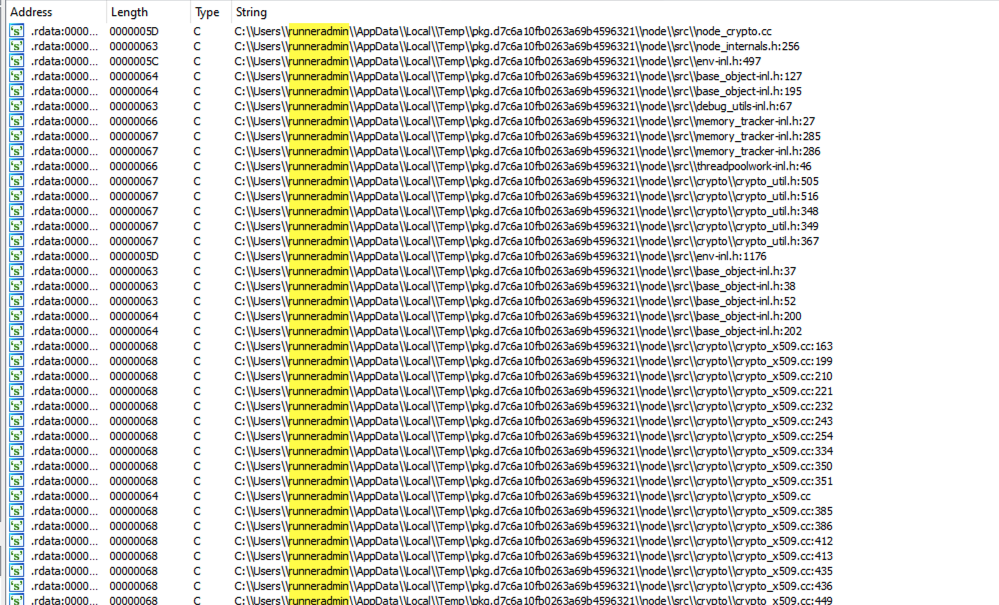 Address Length Type String
.rdata:0000... 0000005D C C:\\Users\\runneradmin\\AppData\\Local\\Temp\\pkg.d7c6a10fb0263a69b4596321\\node\\src\\node_crypto.cc
.rdata:0000... 00000063 C C:\\Users\\runneradmin\\AppData\\Local\\Temp\\pkg.d7c6a10fb0263a69b4596321\\node\\src\\node_internals.h:256
.rdata:0000... 0000005C C C:\\Users\\runneradmin\\AppData\\Local\\Temp\\pkg.d7c6a10fb0263a69b4596321\\node\\src\\env-inl.h:497
.rdata:0000... 00000064 C C:\\Users\\runneradmin\\AppData\\Local\\Temp\\pkg.d7c6a10fb0263a69b4596321\\node\\src\\base_object-inl.h:127
.rdata:0000... 00000064 C C:\\Users\\runneradmin\\AppData\\Local\\Temp\\pkg.d7c6a10fb0263a69b4596321\\node\\src\\base_object-inl.h:195
.rdata:0000... 00000063 C C:\\Users\\runneradmin\\AppData\\Local\\Temp\\pkg.d7c6a10fb0263a69b4596321\\node\\src\\debug_utils-inl.h:67
.rdata:0000... 00000066 C C:\\Users\\runneradmin\\AppData\\Local\\Temp\\pkg.d7c6a10fb0263a69b4596321\\node\\src\\memory_tracker-inl.h:27
.rdata:0000... 00000067 C C:\\Users\\runneradmin\\AppData\\Local\\Temp\\pkg.d7c6a10fb0263a69b4596321\\node\\src\\memory_tracker-inl.h:285
.rdata:0000... 00000067 C C:\\Users\\runneradmin\\AppData\\Local\\Temp\\pkg.d7c6a10fb0263a69b4596321\\node\\src\\memory_tracker-inl.h:286
.rdata:0000... 00000066 C C:\\Users\\runneradmin\\AppData\\Local\\Temp\\pkg.d7c6a10fb0263a69b4596321\\node\\src\\threadpoolwork-inl.h:46
.rdata:0000... 00000067 C C:\\Users\\runneradmin\\AppData\\Local\\Temp\\pkg.d7c6a10fb0263a69b4596321\\node\\src\\crypto\\crypto_util.h:505
.rdata:0000... 00000067 C C:\\Users\\runneradmin\\AppData\\Local\\Temp\\pkg.d7c6a10fb0263a69b4596321\\node\\src\\crypto\\crypto_util.h:516
.rdata:0000... 00000067 C C:\\Users\\runneradmin\\AppData\\Local\\Temp\\pkg.d7c6a10fb0263a69b4596321\\node\\src\\crypto\\crypto_util.h:348
.rdata:0000... 00000067 C C:\\Users\\runneradmin\\AppData\\Local\\Temp\\pkg.d7c6a10fb0263a69b4596321\\node\\src\\crypto\\crypto_util.h:349
.rdata:0000... 00000067 C C:\\Users\\runneradmin\\AppData\\Local\\Temp\\pkg.d7c6a10fb0263a69b4596321\\node\\src\\crypto\\crypto_util.h:367
.rdata:0000... 0000005D C C:\\Users\\runneradmin\\AppData\\Local\\Temp\\pkg.d7c6a10fb0263a69b4596321\\node\\src\\env-inl.h:1176
.rdata:0000... 00000063 C C:\\Users\\runneradmin\\AppData\\Local\\Temp\\pkg.d7c6a10fb0263a69b4596321\\node\\src\\base_object-inl.h:37
.rdata:0000... 00000063 C C:\\Users\\runneradmin\\AppData\\Local\\Temp\\pkg.d7c6a10fb0263a69b4596321\\node\\src\\base_object-inl.h:38
.rdata:0000... 00000063 C C:\\Users\\runneradmin\\AppData\\Local\\Temp\\pkg.d7c6a10fb0263a69b4596321\\node\\src\\base_object-inl.h:52
.rdata:0000... 00000064 C C:\\Users\\runneradmin\\AppData\\Local\\Temp\\pkg.d7c6a10fb0263a69b4596321\\node\\src\\base_object-inl.h:200
.rdata:0000... 00000064 C C:\\Users\\runneradmin\\AppData\\Local\\Temp\\pkg.d7c6a10fb0263a69b4596321\\node\\src\\base_object-inl.h:202
.rdata:0000... 00000068 C C:\\Users\\runneradmin\\AppData\\Local\\Temp\\pkg.d7c6a10fb0263a69b4596321\\node\\src\\crypto\\crypto_x509.cc:163
.rdata:0000... 00000068 C C:\\Users\\runneradmin\\AppData\\Local\\Temp\\pkg.d7c6a10fb0263a69b4596321\\node\\src\\crypto\\crypto_x509.cc:199
.rdata:0000... 00000068 C C:\\Users\\runneradmin\\AppData\\Local\\Temp\\pkg.d7c6a10fb0263a69b4596321\\node\\src\\crypto\\crypto_x509.cc:210
.rdata:0000... 00000068 C C:\\Users\\runneradmin\\AppData\\Local\\Temp\\pkg.d7c6a10fb0263a69b4596321\\node\\src\\crypto\\crypto_x509.cc:221
.rdata:0000... 00000068 C C:\\Users\\runneradmin\\AppData\\Local\\Temp\\pkg.d7c6a10fb0263a69b4596321\\node\\src\\crypto\\crypto_x509.cc:232
.rdata:0000... 00000068 C C:\\Users\\runneradmin\\AppData\\Local\\Temp\\pkg.d7c6a10fb0263a69b4596321\\node\\src\\crypto\\crypto_x509.cc:243
.rdata:0000... 00000068 C C:\\Users\\runneradmin\\AppData\\Local\\Temp\\pkg.d7c6a10fb0263a69b4596321\\node\\src\\crypto\\crypto_x509.cc:254
.rdata:0000... 00000068 C C:\\Users\\runneradmin\\AppData\\Local\\Temp\\pkg.d7c6a10fb0263a69b4596321\\node\\src\\crypto\\crypto_x509.cc:334
.rdata:0000... 00000068 C C:\\Users\\runneradmin\\AppData\\Local\\Temp\\pkg.d7c6a10fb0263a69b4596321\\node\\src\\crypto\\crypto_x509.cc:350
.rdata:0000... 00000068 C C:\\Users\\runneradmin\\AppData\\Local\\Temp\\pkg.d7c6a10fb0263a69b4596321\\node\\src\\crypto\\crypto_x509.cc:351
.rdata:0000... 00000064 C C:\\Users\\runneradmin\\AppData\\Local\\Temp\\pkg.d7c6a10fb0263a69b4596321\\node\\src\\crypto\\crypto_x509.cc
.rdata:0000... 00000068 C C:\\Users\\runneradmin\\AppData\\Local\\Temp\\pkg.d7c6a10fb0263a69b4596321\\node\\src\\crypto\\crypto_x509.cc:385
.rdata:0000... 00000068 C C:\\Users\\runneradmin\\AppData\\Local\\Temp\\pkg.d7c6a10fb0263a69b4596321\\node\\src\\crypto\\crypto_x509.cc:386
.rdata:0000... 00000068 C C:\\Users\\runneradmin\\AppData\\Local\\Temp\\pkg.d7c6a10fb0263a69b4596321\\node\\src\\crypto\\crypto_x509.cc:412
.rdata:0000... 00000068 C C:\\Users\\runneradmin\\AppData\\Local\\Temp\\pkg.d7c6a10fb0263a69b4596321\\node\\src\\crypto\\crypto_x509.cc:413
.rdata:0000... 00000068 C C:\\Users\\runneradmin\\AppData\\Local\\Temp\\pkg.d7c6a10fb0263a69b4596321\\node\\src\\crypto\\crypto_x509.cc:435
.rdata:0000... 00000068 C C:\\Users\\runneradmin\\AppData\\Local\\Temp\\pkg.d7c6a10fb0263a69b4596321\\node\\src\\crypto\\crypto_x509.cc:436
.rdata:0000... 00000068 C C:\\Users\\runneradmin\\AppData\\Local\\Temp\\pkg.d7c6a10fb0263a69b4596321\\node\\src\\crypto\\crypto_x509.cc:449